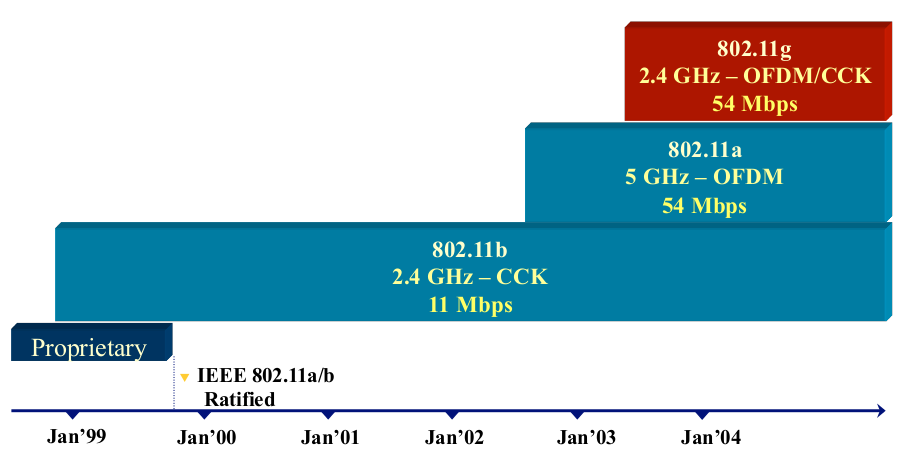 802.11g
2.4 GHz – OFDM/CCK
54 Mbps
802.11a
5 GHz – OFDM
54 Mbps
802.11b
2.4 GHz – CCK
11 Mbps
Proprietary
IEEE 802.11a/b
Ratified
Jan’99 Jan’00 Jan’01 Jan’02 Jan’03 Jan’04